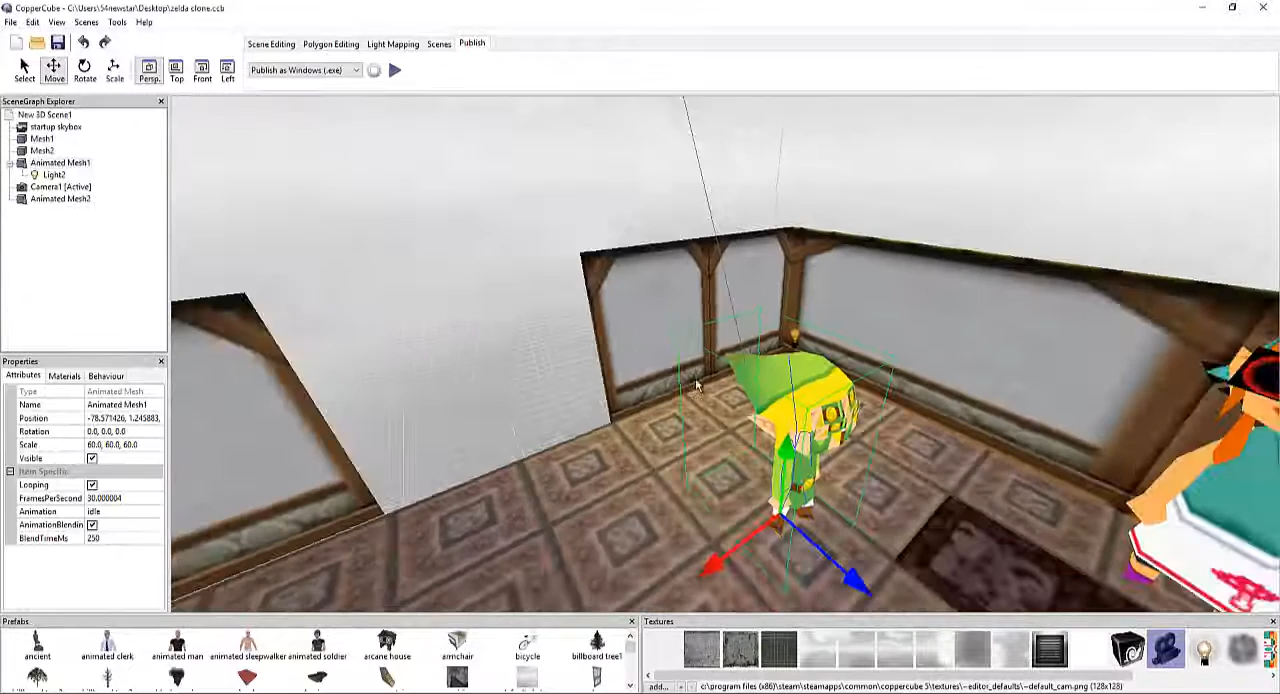 CopperCube - C:\Users\54newstar\Desktop\zelda clone.ccb
File Edit View Scenes Tools Help
Scene Editing Polygon Editing Light Mapping Scenes Publish
Select Move Rotate Scale Persp. Top Front Left
Publish as Windows (.exe)
SceneGraph Explorer
New 3D Scene1
startup skybox
Mesh1
Mesh2
Animated Mesh1
Light2
Camera1 [Active]
Animated Mesh2
Properties
Attributes Materials Behaviour
Type Animated Mesh
Name Animated Mesh1
Position -78.571426, 1.245883,
Rotation 0.0, 0.0, 0.0
Scale 60.0, 60.0, 60.0
Visible
Item Specific
Looping
FramesPerSecond 30.000004
Animation idle
AnimationBlendin
BlendTimeMs 250
Prefabs
ancient animated clerk animated man animated sleepwalker animated soldie arcane house armchair bicycle billboard tree1
Textures
add... c:\program files (x86)\steam\steamapps\common\coppercube 5\textures\~editor_defaults\~default_cam.png (128x128)